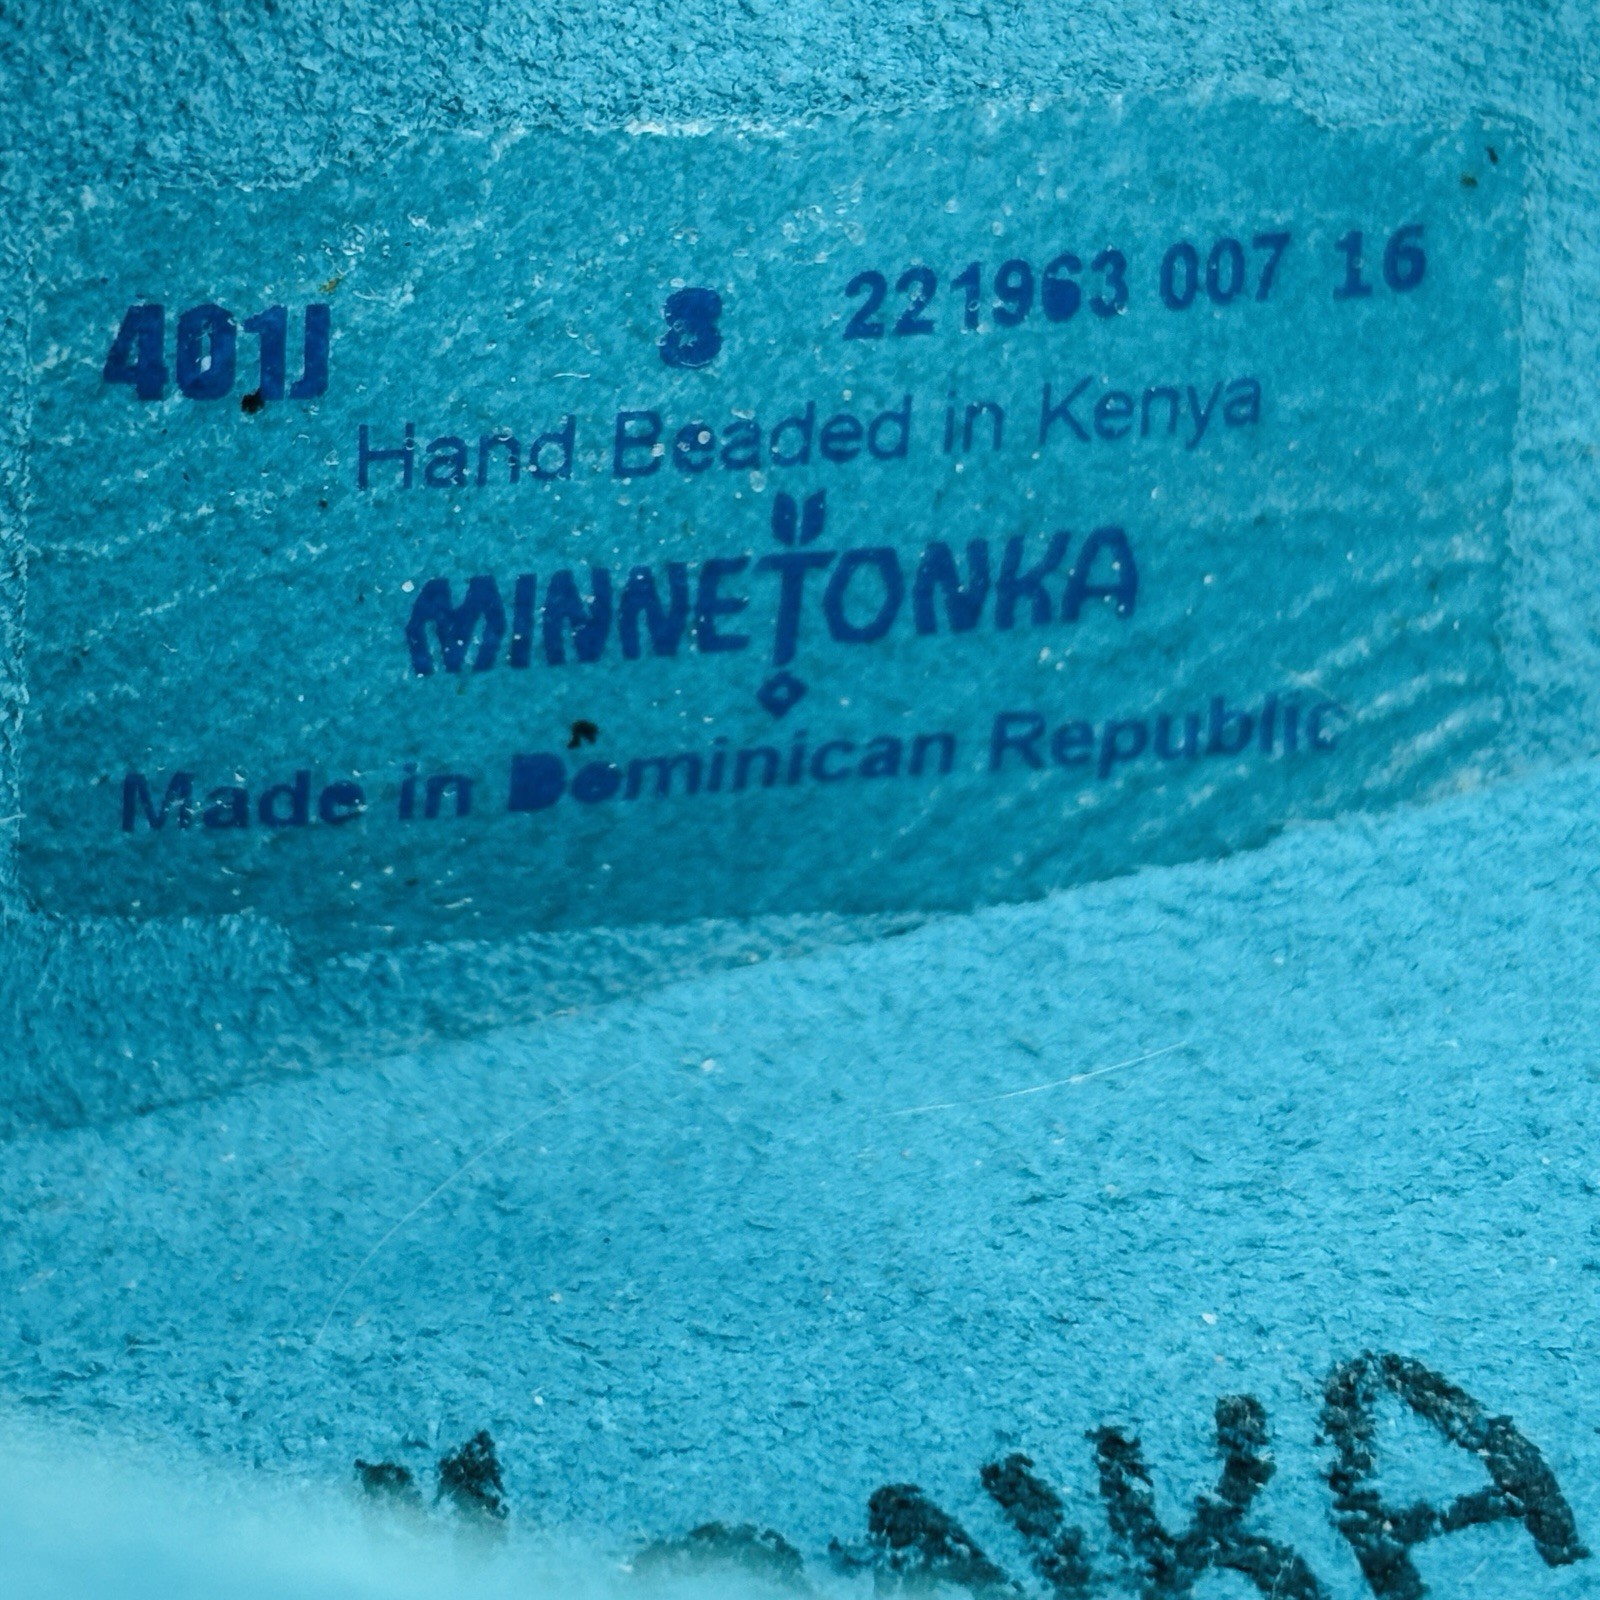 401J 8 221963 007 16
Hand Beaded in Kenya
MINNETONKA
Made in Dominican Republic